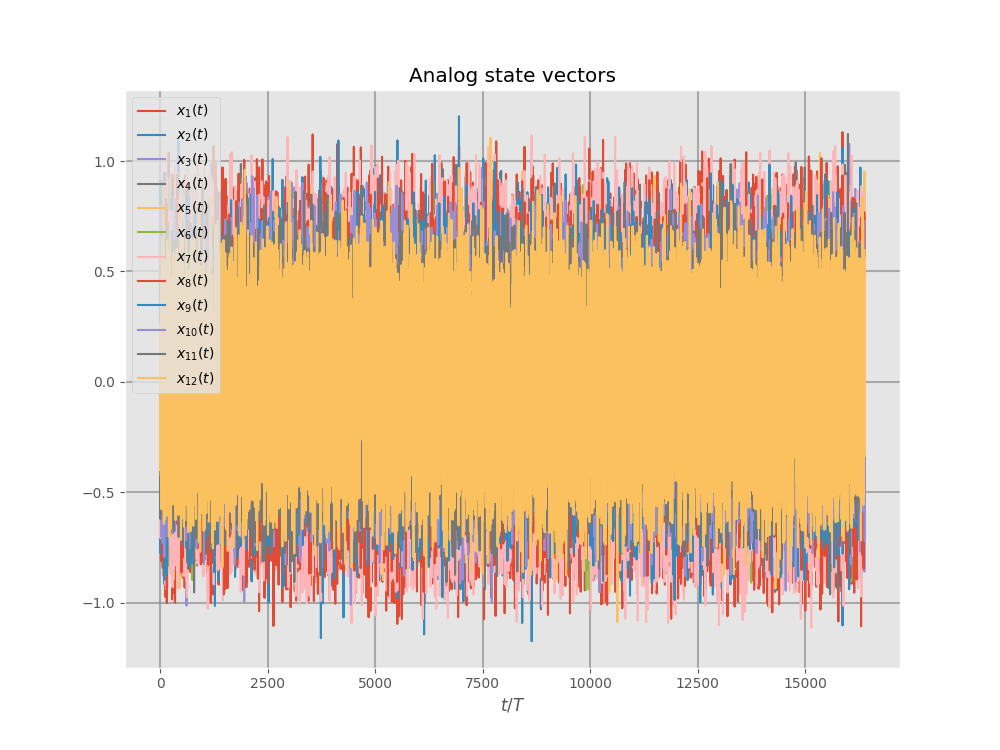 Analog state vectors
x₁(t)
x₂(t)
x₃(t)
x₄(t)
x₅(t)
x₆(t)
x₇(t)
x₈(t)
x₉(t)
x₁₀(t)
x₁₁(t)
x₁₂(t)
1.0
0.5
0.0
−0.5
−1.0
0 2500 5000 7500 10000 12500 15000
t/T